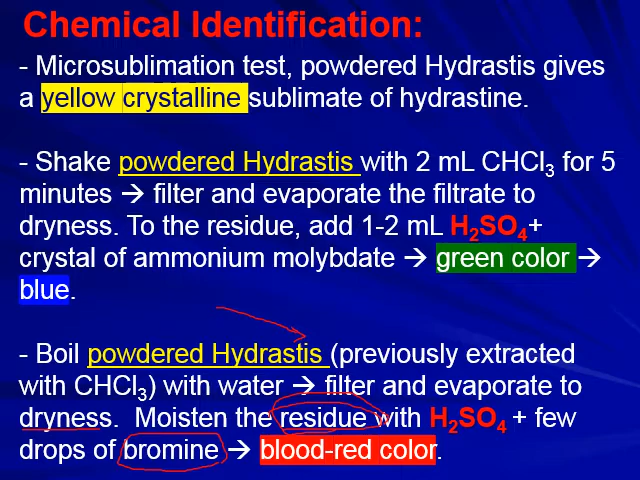 Chemical Identification:
- Microsublimation test, powdered Hydrastis gives
a yellow crystalline sublimate of hydrastine.
- Shake powdered Hydrastis with 2 mL CHCl₃ for 5
minutes → filter and evaporate the filtrate to
dryness. To the residue, add 1-2 mL H₂SO₄+
crystal of ammonium molybdate → green color →
blue.
- Boil powdered Hydrastis (previously extracted
with CHCl₃) with water → filter and evaporate to
dryness. Moisten the residue with H₂SO₄ + few
drops of bromine → blood-red color.